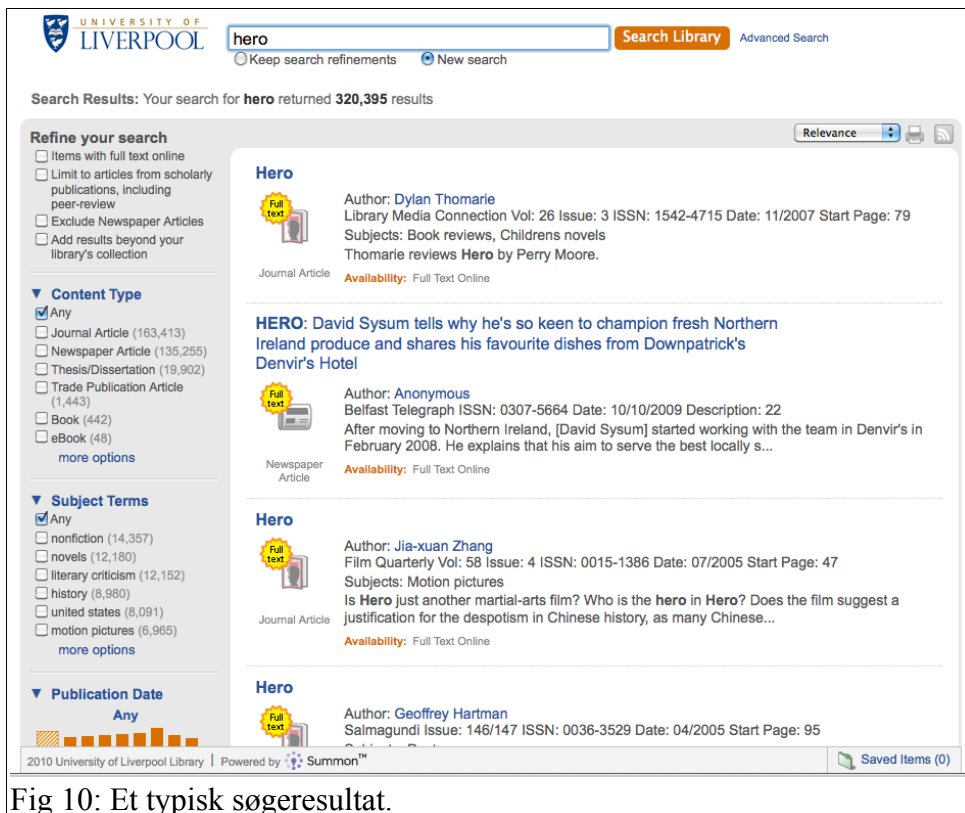 UNIVERSITY OF
LIVERPOOL
hero
Search Library
Advanced Search
Keep search refinements
New search
Search Results: Your search for hero returned 320,395 results
Refine your search
Items with full text online
Limit to articles from scholarly
publications, including
peer-review
Exclude Newspaper Articles
Add results beyond your
library's collection
▼ Content Type
Any
Journal Article (163,413)
Newspaper Article (135,255)
Thesis/Dissertation (19,902)
Trade Publication Article
(1,443)
Book (442)
eBook (48)
more options
▼ Subject Terms
Any
nonfiction (14,357)
novels (12,180)
literary criticism (12,152)
history (8,980)
united states (8,091)
motion pictures (6,965)
more options
▼ Publication Date
Any
Relevance
Hero
Full
text
Journal Article
Author: Dylan Thomarie
Library Media Connection Vol: 26 Issue: 3 ISSN: 1542-4715 Date: 11/2007 Start Page: 79
Subjects: Book reviews, Childrens novels
Thomarie reviews Hero by Perry Moore.
Availability: Full Text Online
HERO: David Sysum tells why he's so keen to champion fresh Northern
Ireland produce and shares his favourite dishes from Downpatrick's
Denvir's Hotel
Full
text
Newspaper
Article
Author: Anonymous
Belfast Telegraph ISSN: 0307-5664 Date: 10/10/2009 Description: 22
After moving to Northern Ireland, [David Sysum] started working with the team in Denvir's in
February 2008. He explains that his aim to serve the best locally s...
Availability: Full Text Online
Hero
Full
text
Journal Article
Author: Jia-xuan Zhang
Film Quarterly Vol: 58 Issue: 4 ISSN: 0015-1386 Date: 07/2005 Start Page: 47
Subjects: Motion pictures
Is Hero just another martial-arts film? Who is the hero in Hero? Does the film suggest a
justification for the despotism in Chinese history, as many Chinese...
Availability: Full Text Online
Hero
Full
text
Author: Geoffrey Hartman
Salmagundi Issue: 146/147 ISSN: 0036-3529 Date: 04/2005 Start Page: 95
2010 University of Liverpool Library | Powered by Summon™
Saved Items (0)
Fig 10: Et typisk søgeresultat.